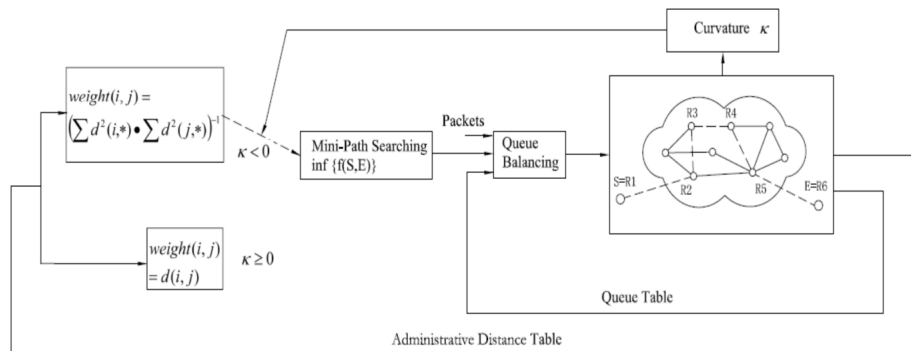 Curvature κ
weight(i, j) =
(∑d²(i,*)•∑d²(j,*))⁻¹
κ<0
Mini-Path Searching
inf {f(S,E)}
Packets
Queue
Balancing
R3
R4
S=R1
R2
R5
E=R6
weight(i, j)
=d(i, j)
κ≥0
Queue Table
Administrative Distance Table